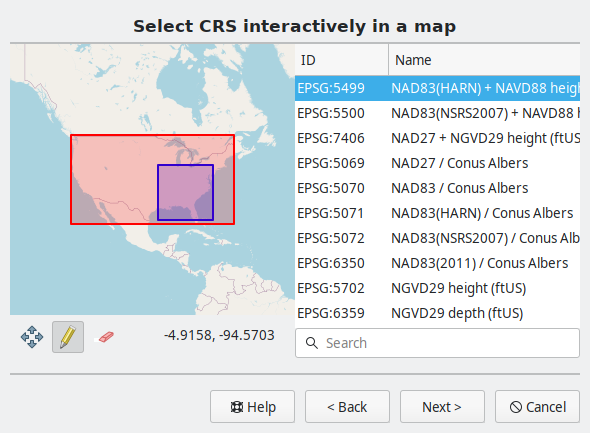 Select CRS interactively in a map
ID Name
EPSG:5499 NAD83(HARN) + NAVD88 heig
EPSG:5500 NAD83(NSRS2007) + NAVD88 h
EPSG:7406 NAD27 + NGVD29 height (ftUS
EPSG:5069 NAD27 / Conus Albers
EPSG:5070 NAD83 / Conus Albers
EPSG:5071 NAD83(HARN) / Conus Albers
EPSG:5072 NAD83(NSRS2007) / Conus Alb
EPSG:6350 NAD83(2011) / Conus Albers
EPSG:5702 NGVD29 height (ftUS)
EPSG:6359 NGVD29 depth (ftUS)
-4.9158, -94.5703
Search
Help < Back Next > Cancel